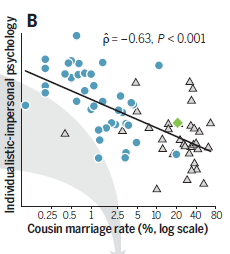 B
ρ̂ = –0.63, P < 0.001
Individualistic-impersonal psychology
0.25 0.5 1 2.5 5 10 20 40 80
Cousin marriage rate (%, log scale)